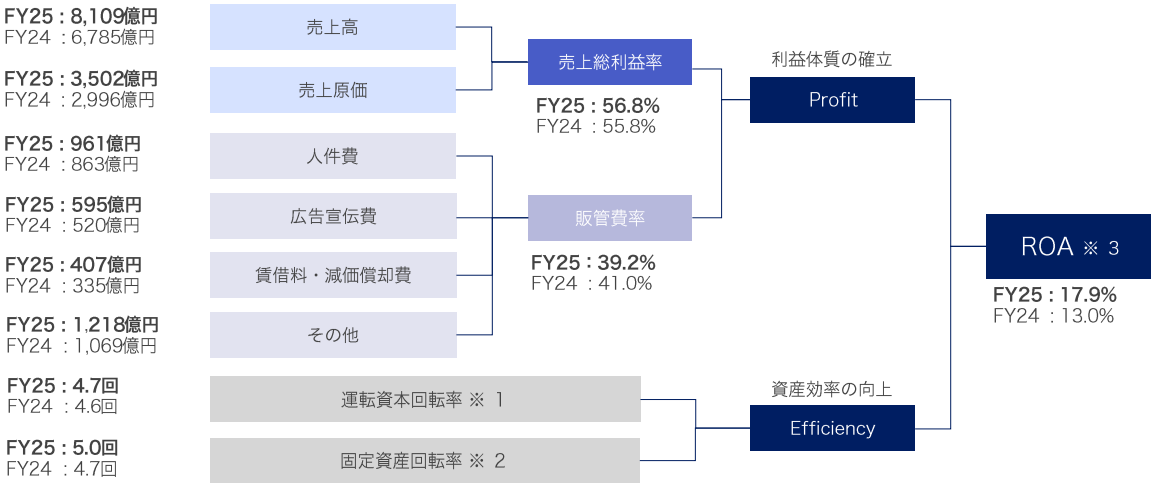 FY25 : 8,109億円
FY24 : 6,785億円
売上高
FY25 : 3,502億円
FY24 : 2,996億円
売上原価
売上総利益率
FY25 : 56.8%
FY24 : 55.8%
利益体質の確立
Profit
FY25 : 961億円
FY24 : 863億円
人件費
FY25 : 595億円
FY24 : 520億円
広告宣伝費
販管費率
FY25 : 39.2%
FY24 : 41.0%
FY25 : 407億円
FY24 : 335億円
賃借料・減価償却費
FY25 : 1,218億円
FY24 : 1,069億円
その他
ROA ※ 3
FY25 : 17.9%
FY24 : 13.0%
FY25 : 4.7回
FY24 : 4.6回
運転資本回転率 ※ 1
資産効率の向上
Efficiency
FY25 : 5.0回
FY24 : 4.7回
固定資産回転率 ※ 2